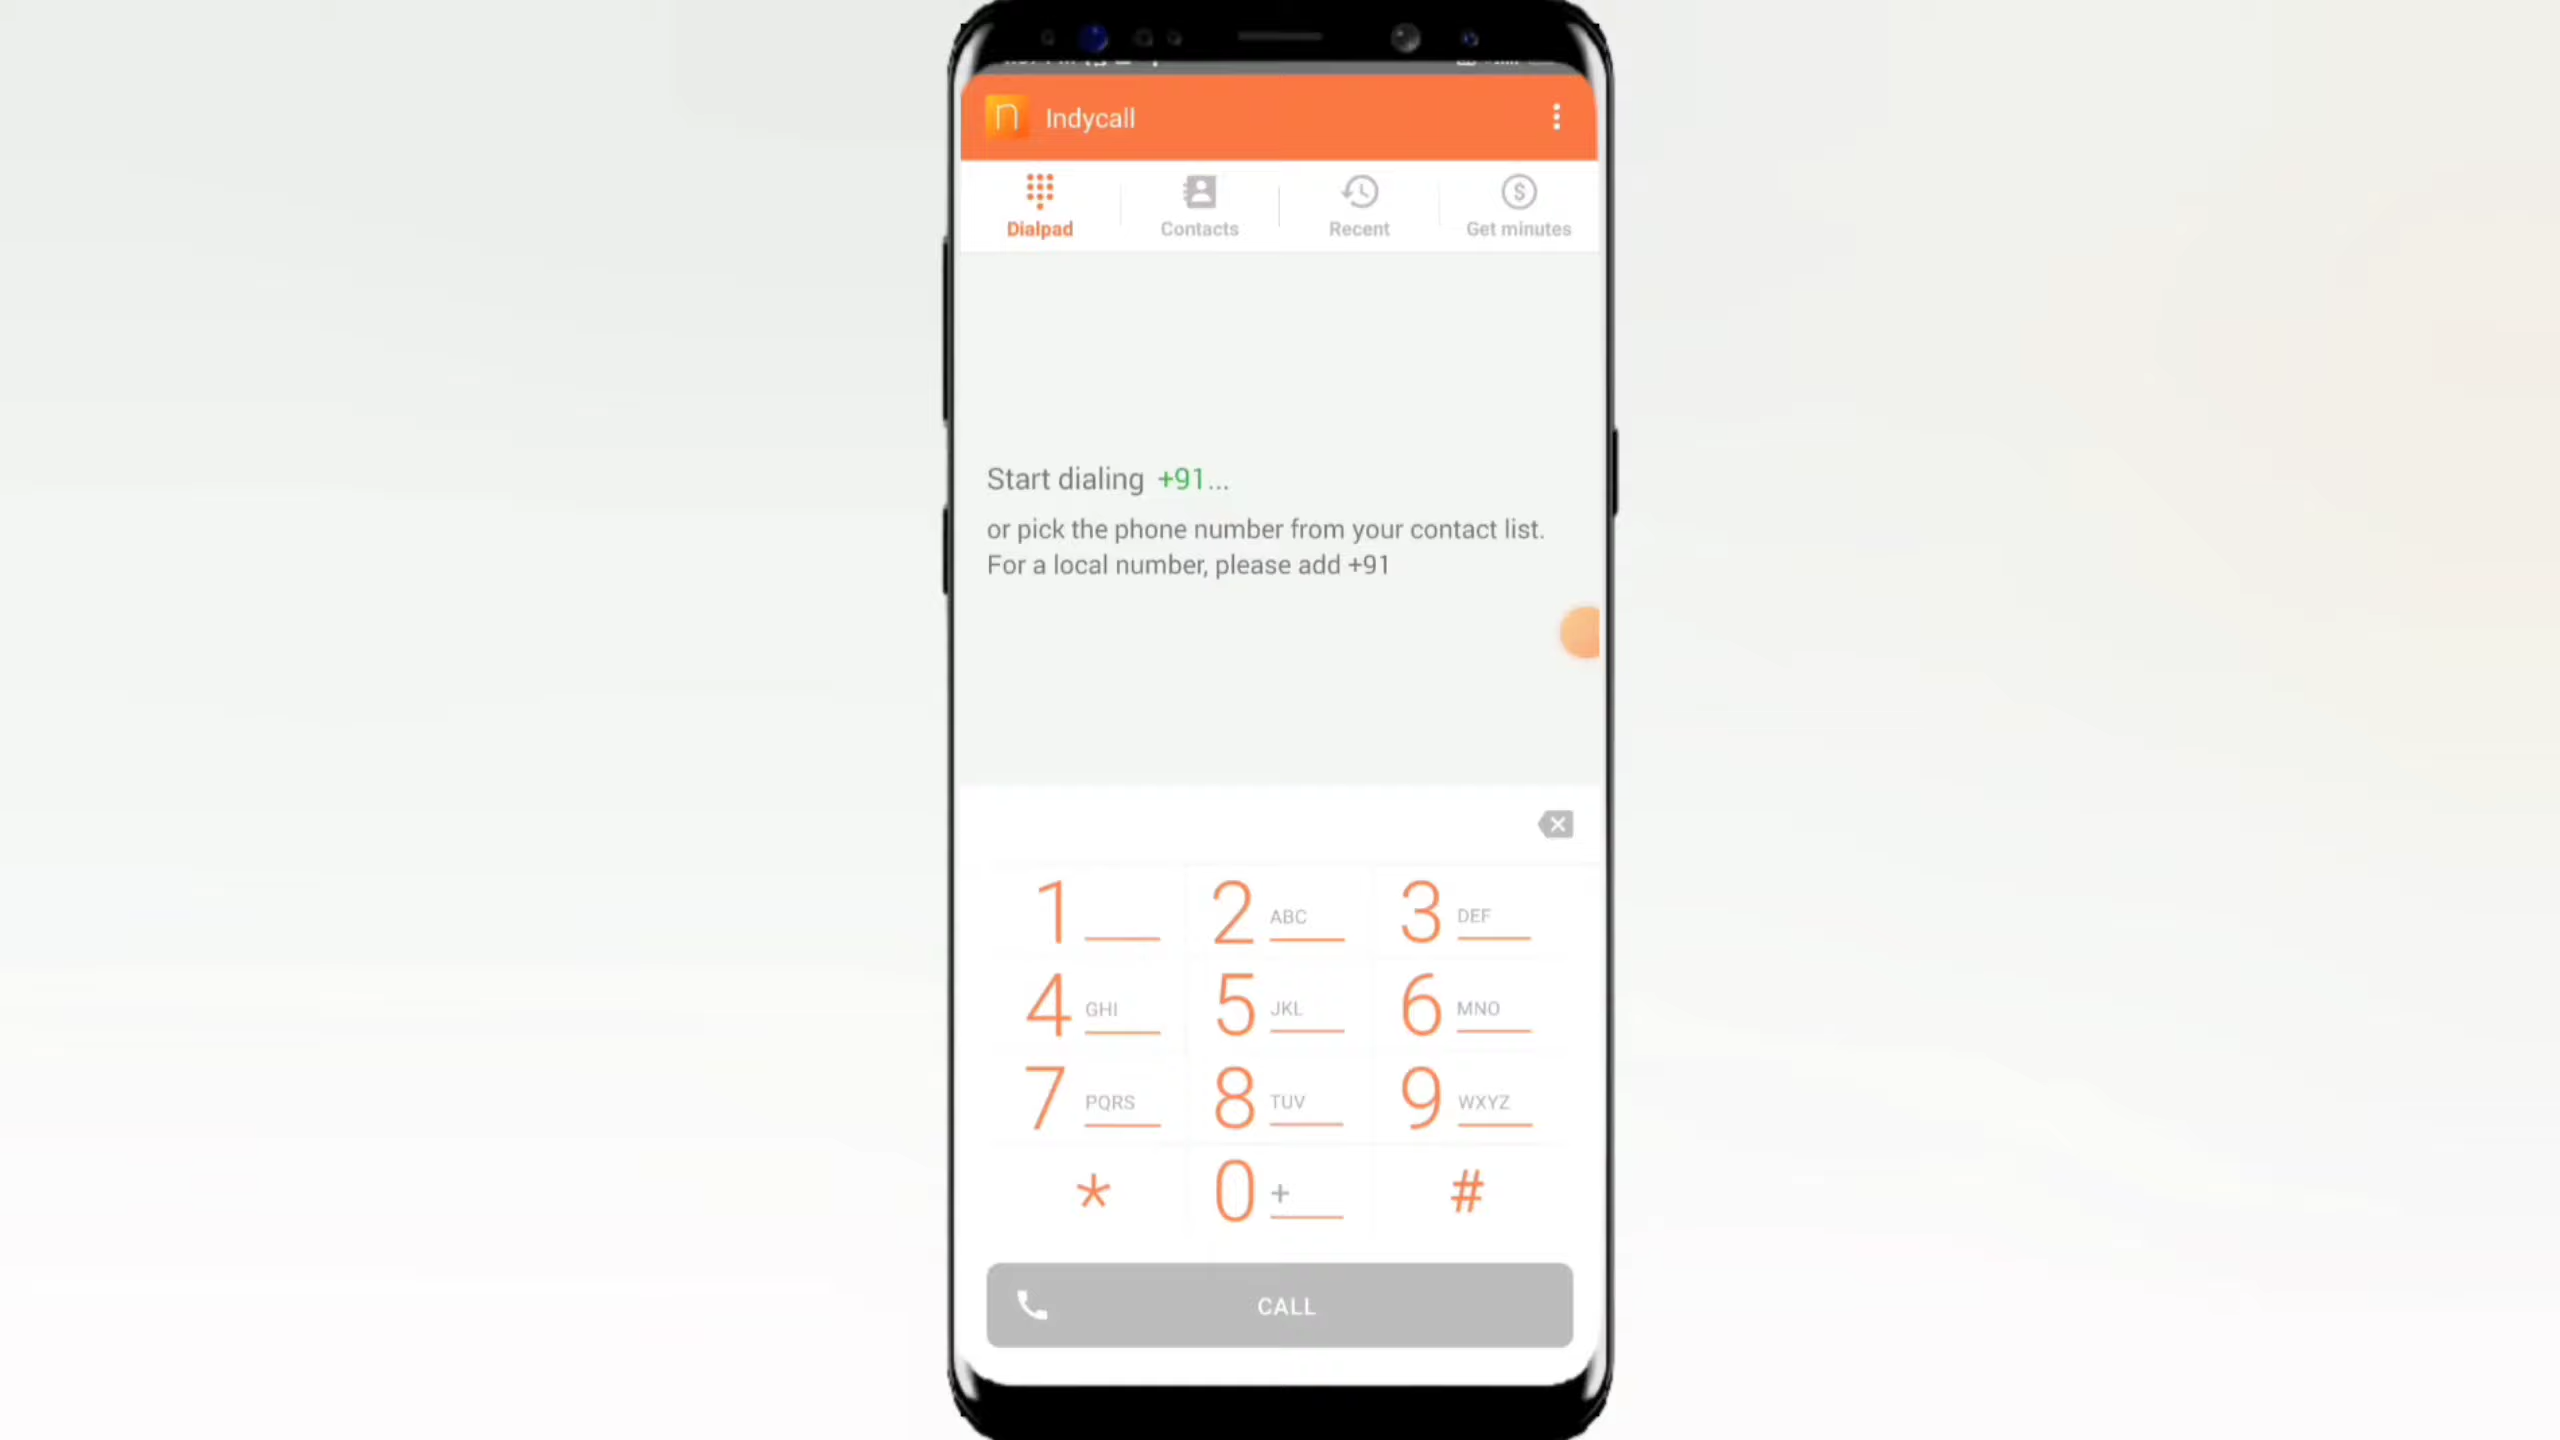 n Indycall
Dialpad Contacts Recent Get minutes
Start dialing +91...
or pick the phone number from your contact list.
For a local number, please add +91
1 2 ABC 3 DEF
4 GHI 5 JKL 6 MNO
7 PQRS 8 TUV 9 WXYZ
* 0 + #
CALL